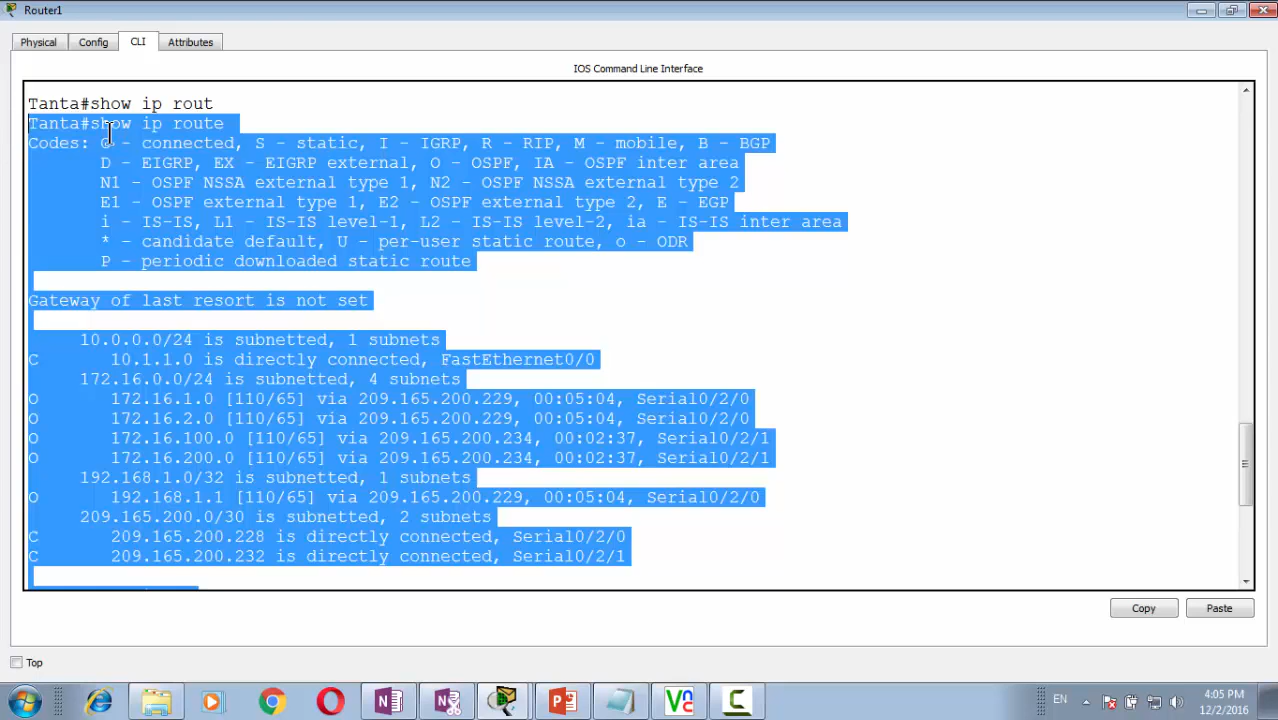 Router1
Physical Config CLI Attributes
IOS Command Line Interface
Tanta#show ip rout
Tanta#show ip route
Codes: C - connected, S - static, I - IGRP, R - RIP, M - mobile, B - BGP
D - EIGRP, EX - EIGRP external, O - OSPF, IA - OSPF inter area
N1 - OSPF NSSA external type 1, N2 - OSPF NSSA external type 2
E1 - OSPF external type 1, E2 - OSPF external type 2, E - EGP
i - IS-IS, L1 - IS-IS level-1, L2 - IS-IS level-2, ia - IS-IS inter area
* - candidate default, U - per-user static route, o - ODR
P - periodic downloaded static route
Gateway of last resort is not set
10.0.0.0/24 is subnetted, 1 subnets
C 10.1.1.0 is directly connected, FastEthernet0/0
172.16.0.0/24 is subnetted, 4 subnets
O 172.16.1.0 [110/65] via 209.165.200.229, 00:05:04, Serial0/2/0
O 172.16.2.0 [110/65] via 209.165.200.229, 00:05:04, Serial0/2/0
O 172.16.100.0 [110/65] via 209.165.200.234, 00:02:37, Serial0/2/1
O 172.16.200.0 [110/65] via 209.165.200.234, 00:02:37, Serial0/2/1
192.168.1.0/32 is subnetted, 1 subnets
O 192.168.1.1 [110/65] via 209.165.200.229, 00:05:04, Serial0/2/0
209.165.200.0/30 is subnetted, 2 subnets
C 209.165.200.228 is directly connected, Serial0/2/0
C 209.165.200.232 is directly connected, Serial0/2/1
Copy Paste
Top
EN 4:05 PM
12/2/2016